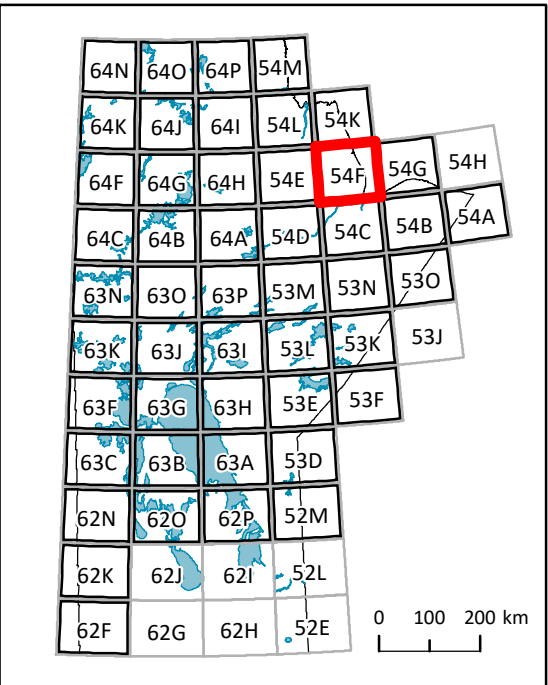 64N 64O 64P 54M
64K 64J 64I 54L 54K
64F 64G 64H 54E 54F 54G 54H
64C 64B 64A 54D 54C 54B 54A
63N 63O 63P 53M 53N 53O
63K 63J 63I 53L 53K 53J
63F 63G 63H 53E 53F
63C 63B 63A 53D
62N 62O 62P 52M
62K 62J 62I 52L
62F 62G 62H 52E
0 100 200 km